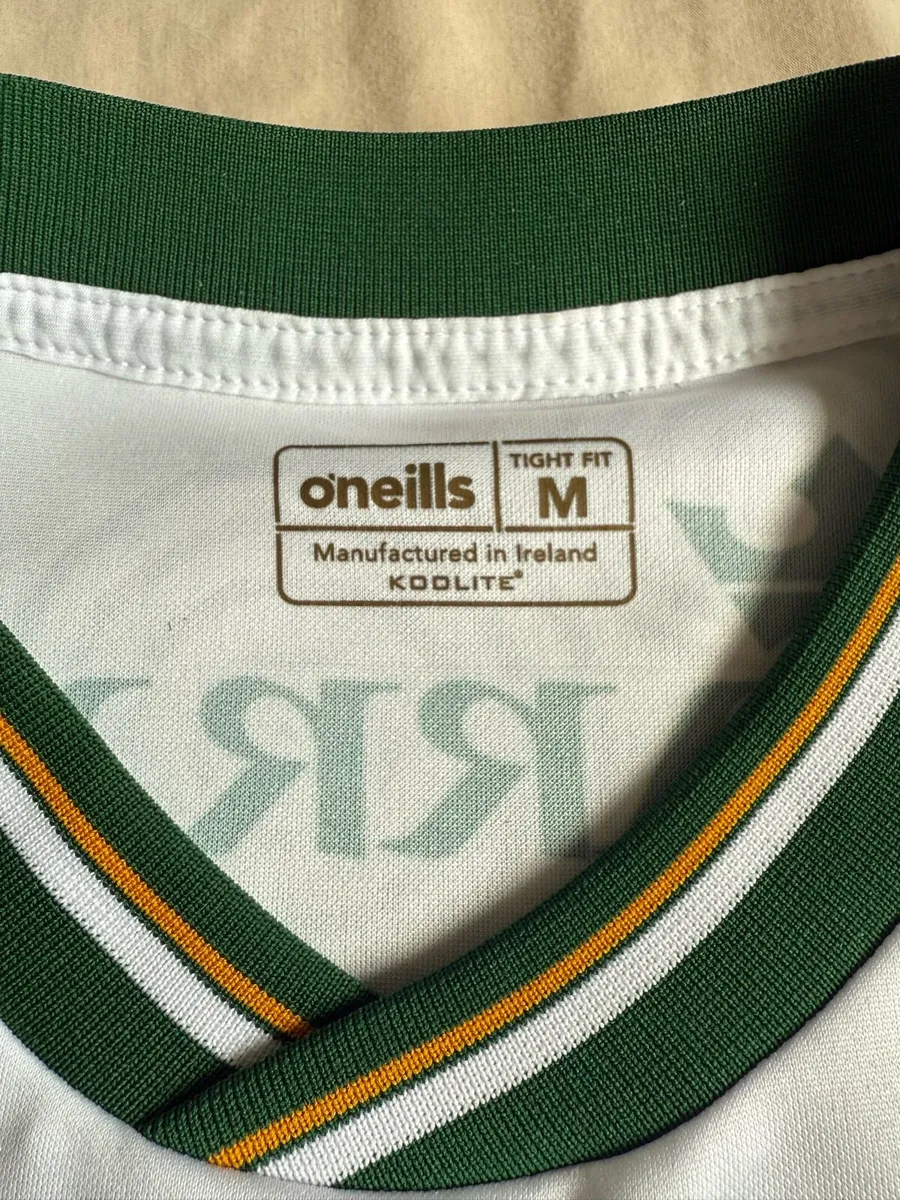 o'neills
TIGHT FIT
M
Manufactured in Ireland
KOOLITE®